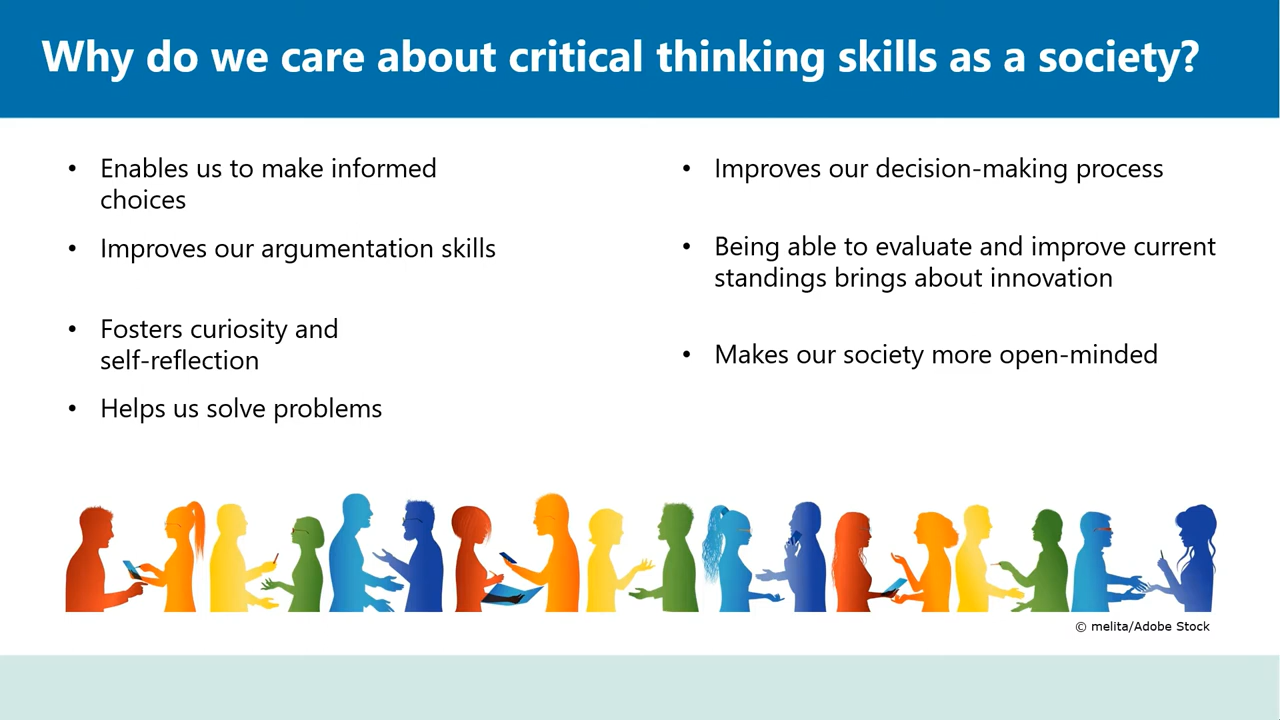 Why do we care about critical thinking skills as a society?
• Enables us to make informed
choices
• Improves our argumentation skills
• Fosters curiosity and
self-reflection
• Helps us solve problems
• Improves our decision-making process
• Being able to evaluate and improve current
standings brings about innovation
• Makes our society more open-minded
© melita/Adobe Stock